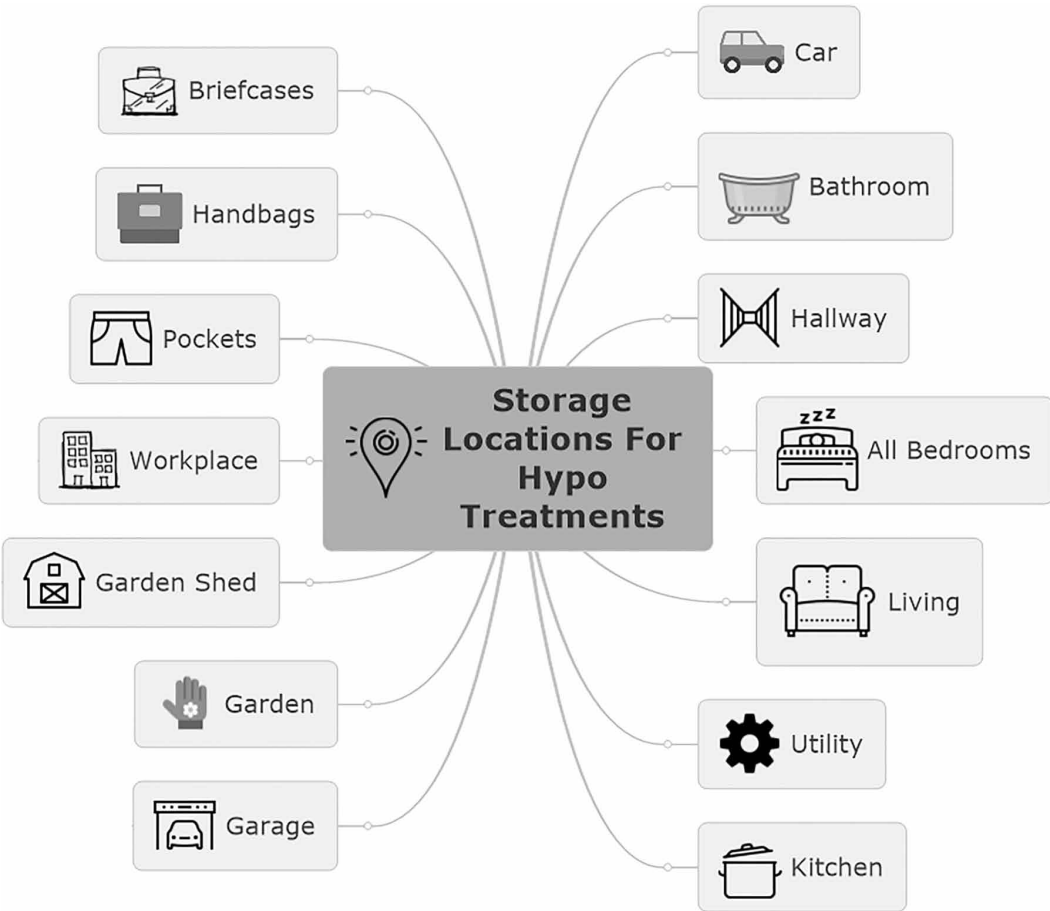 Storage
Locations For
Hypo
Treatments
Car
Bathroom
Hallway
All Bedrooms
zzz
Living
Utility
Kitchen
Briefcases
Handbags
Pockets
Workplace
Garden Shed
Garden
Garage